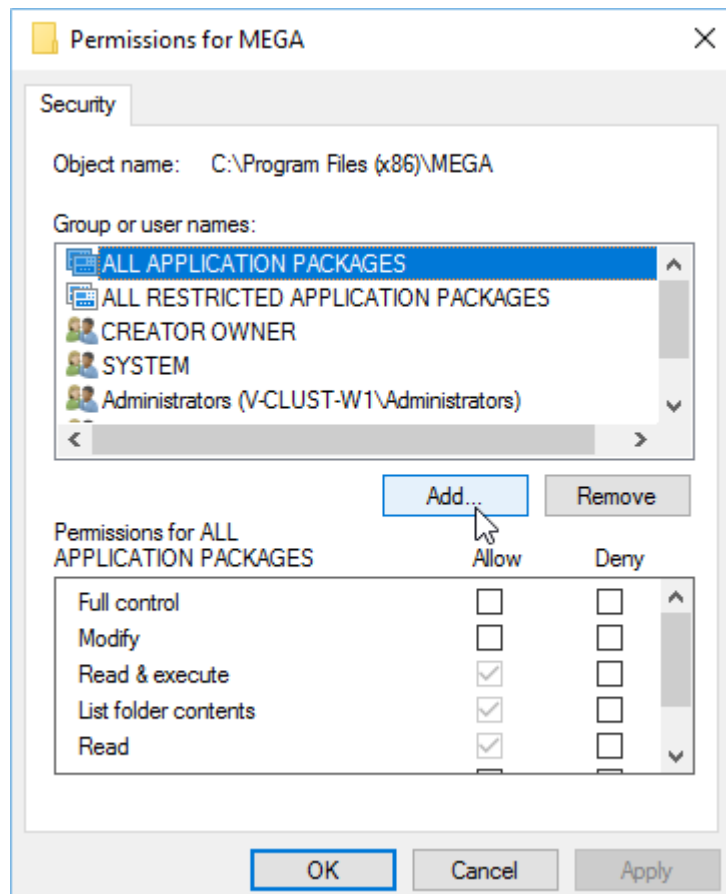 Permissions for MEGA
Security
Object name: C:\Program Files (x86)\MEGA
Group or user names:
ALL APPLICATION PACKAGES
ALL RESTRICTED APPLICATION PACKAGES
CREATOR OWNER
SYSTEM
Administrators (V-CLUST-W1\Administrators)
Add... Remove
Permissions for ALL
APPLICATION PACKAGES Allow Deny
Full control
Modify
Read & execute
List folder contents
Read
OK Cancel Apply